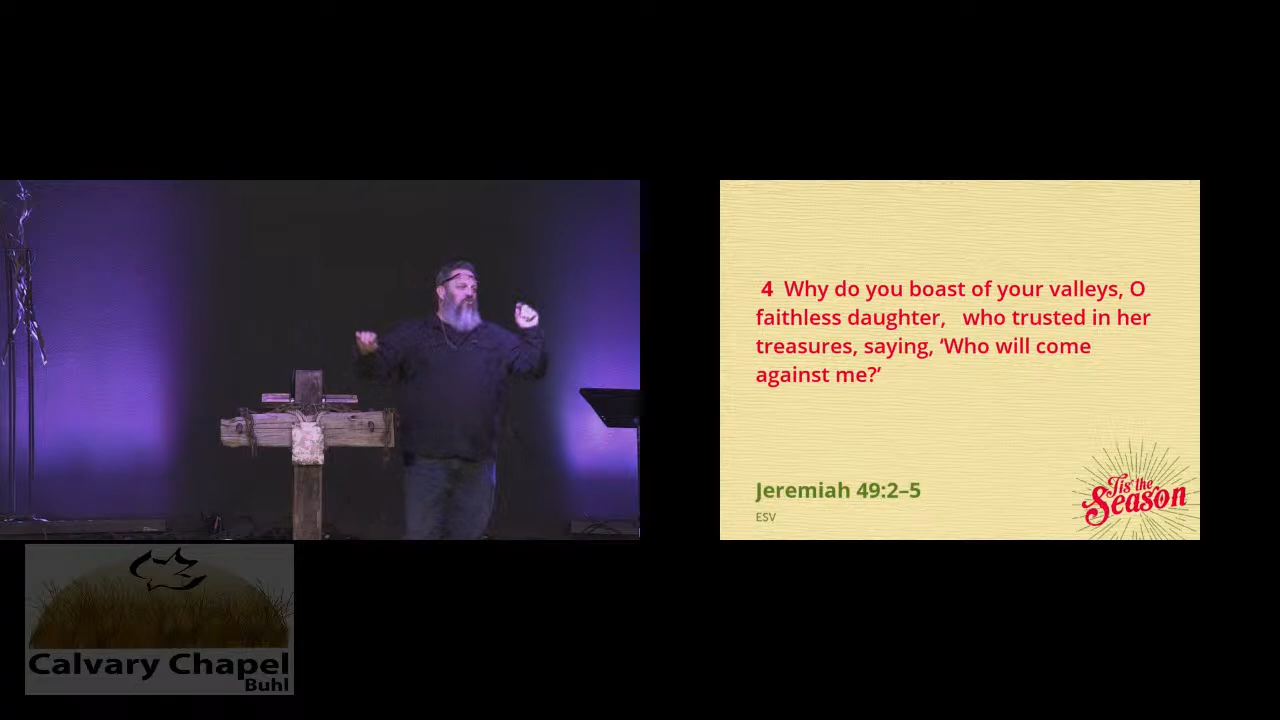 4 Why do you boast of your valleys, O
faithless daughter, who trusted in her
treasures, saying, ‘Who will come
against me?’
Jeremiah 49:2–5
ESV
'Tis the
Season
Calvary Chapel
Buhl